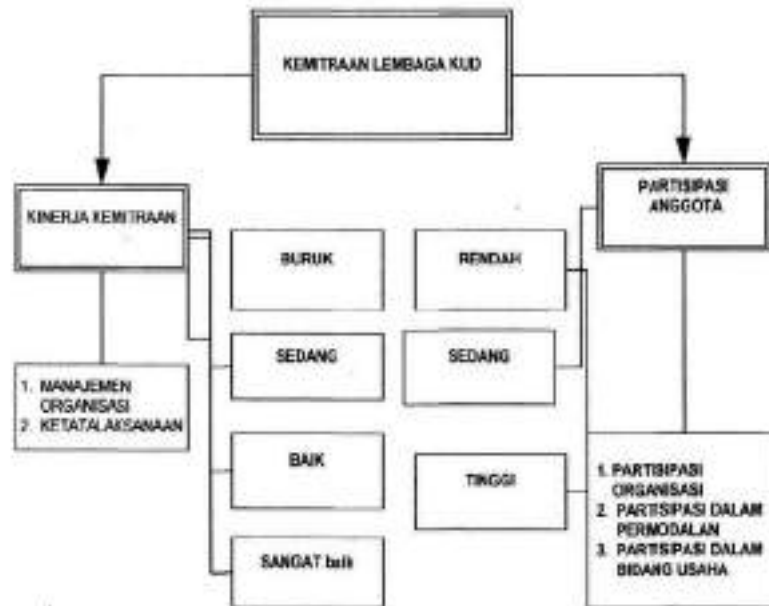 KEMITRAAN LEMBAGA KUD
KINERJA KEMITRAAN
PARTISIPASI
ANGGOTA
BURUK
RENDAH
SEDANG
SEDANG
1. MANAJEMEN
ORGANISASI
2. KETATALAKSANAAN
BAIK
TINGGI
1. PARTISIPASI
ORGANISASI
2. PARTISIPASI DALAM
PERMODALAN
3. PARTISIPASI DALAM
BIDANG USAHA
SANGAT baik